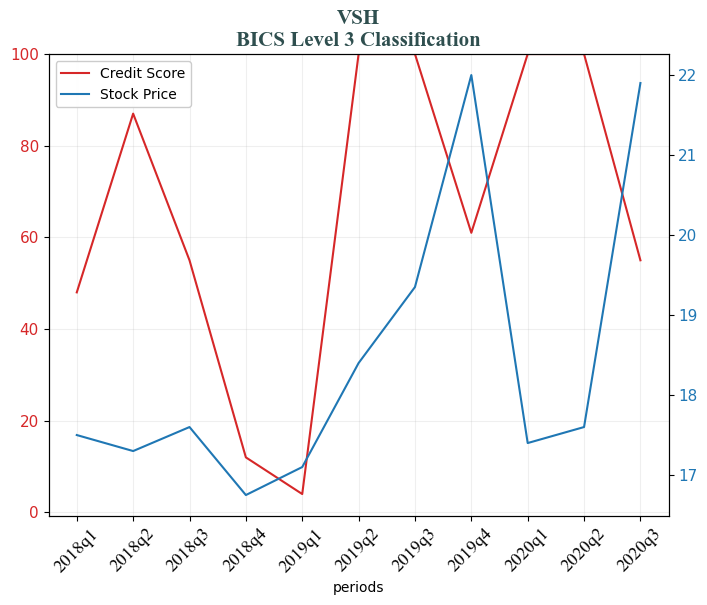 VSH
BICS Level 3 Classification
Credit Score
Stock Price
100
80
60
40
20
0
22
21
20
19
18
17
2018q1
2018q2
2018q3
2018q4
2019q1
2019q2
2019q3
2019q4
2020q1
2020q2
2020q3
periods